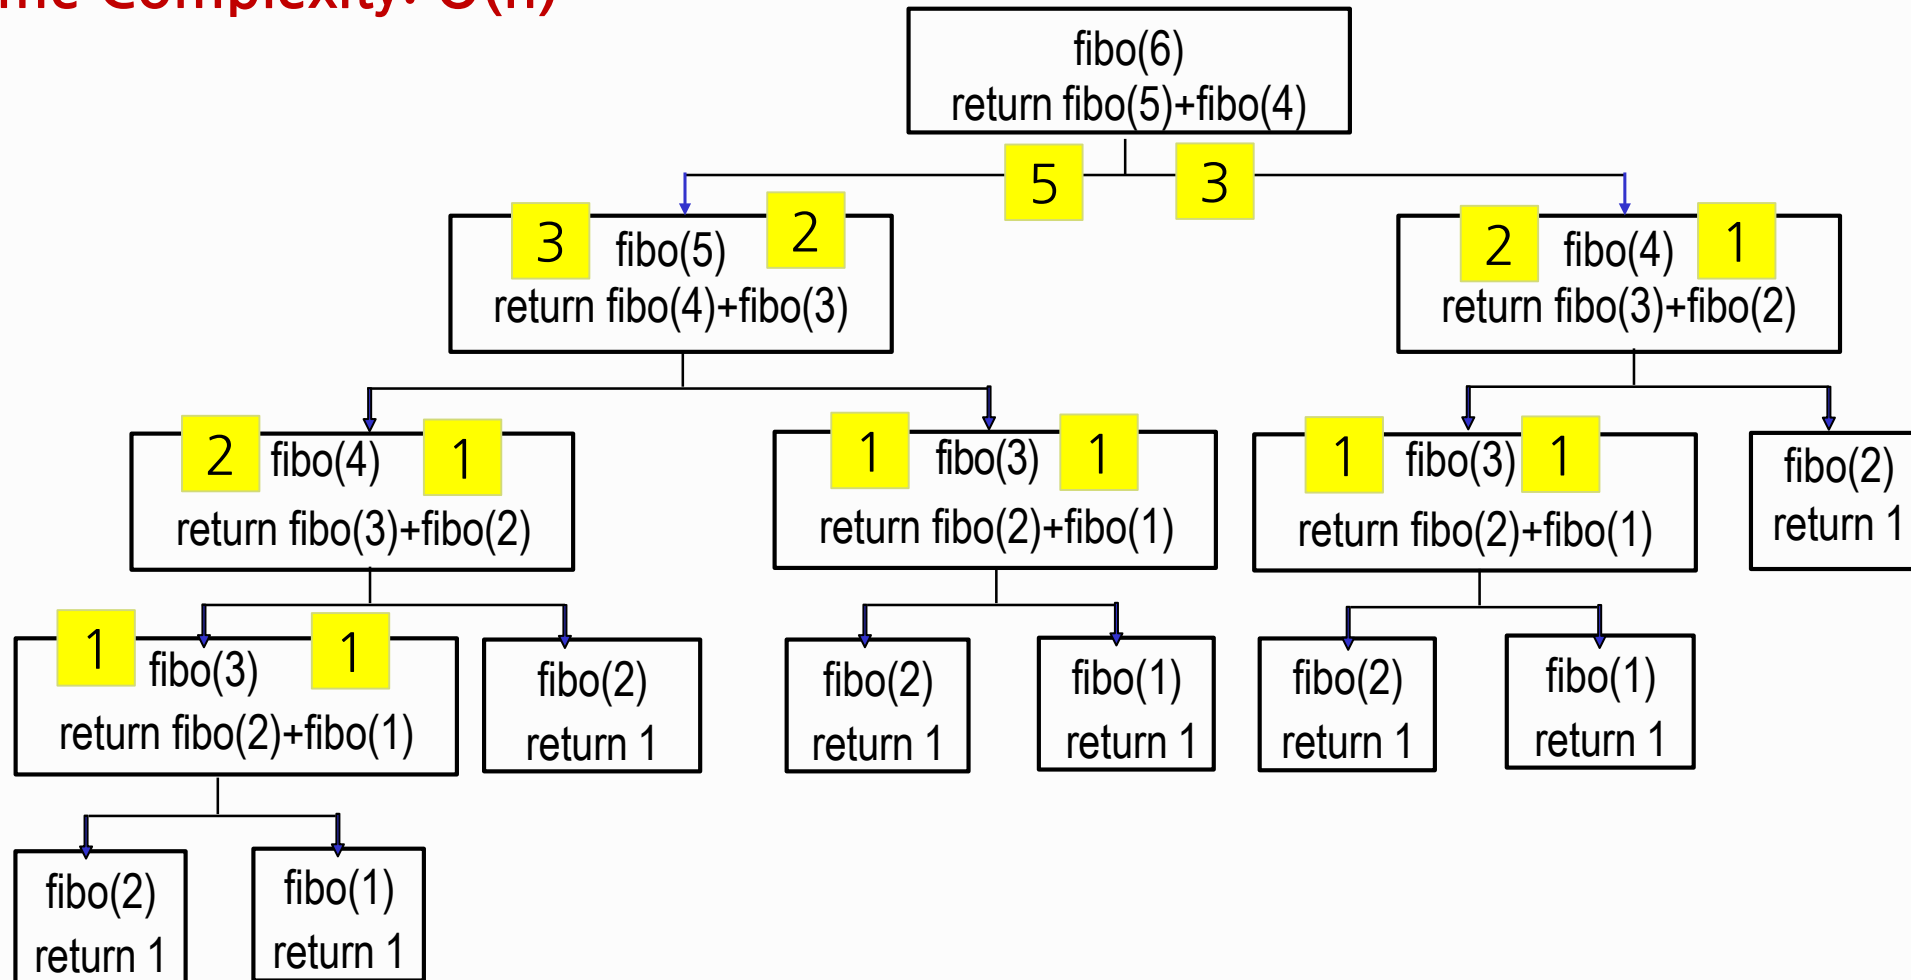 me Complexity: O(n)
fibo(6)
return fibo(5)+fibo(4)
5 3
3 fibo(5) 2
return fibo(4)+fibo(3)
2 fibo(4) 1
return fibo(3)+fibo(2)
2 fibo(4) 1
return fibo(3)+fibo(2)
1 fibo(3) 1
return fibo(2)+fibo(1)
1 fibo(3) 1
return fibo(2)+fibo(1)
fibo(2)
return 1
1 fibo(3) 1
return fibo(2)+fibo(1)
fibo(2)
return 1
fibo(2)
return 1
fibo(1)
return 1
fibo(2)
return 1
fibo(1)
return 1
fibo(2)
return 1
fibo(1)
return 1